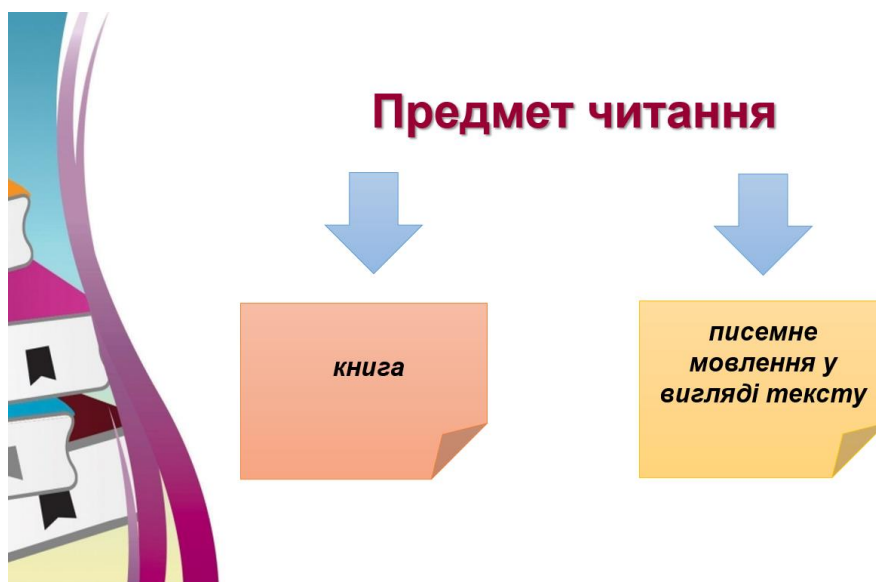 Предмет читання
книга
писемне
мовлення у
вигляді тексту